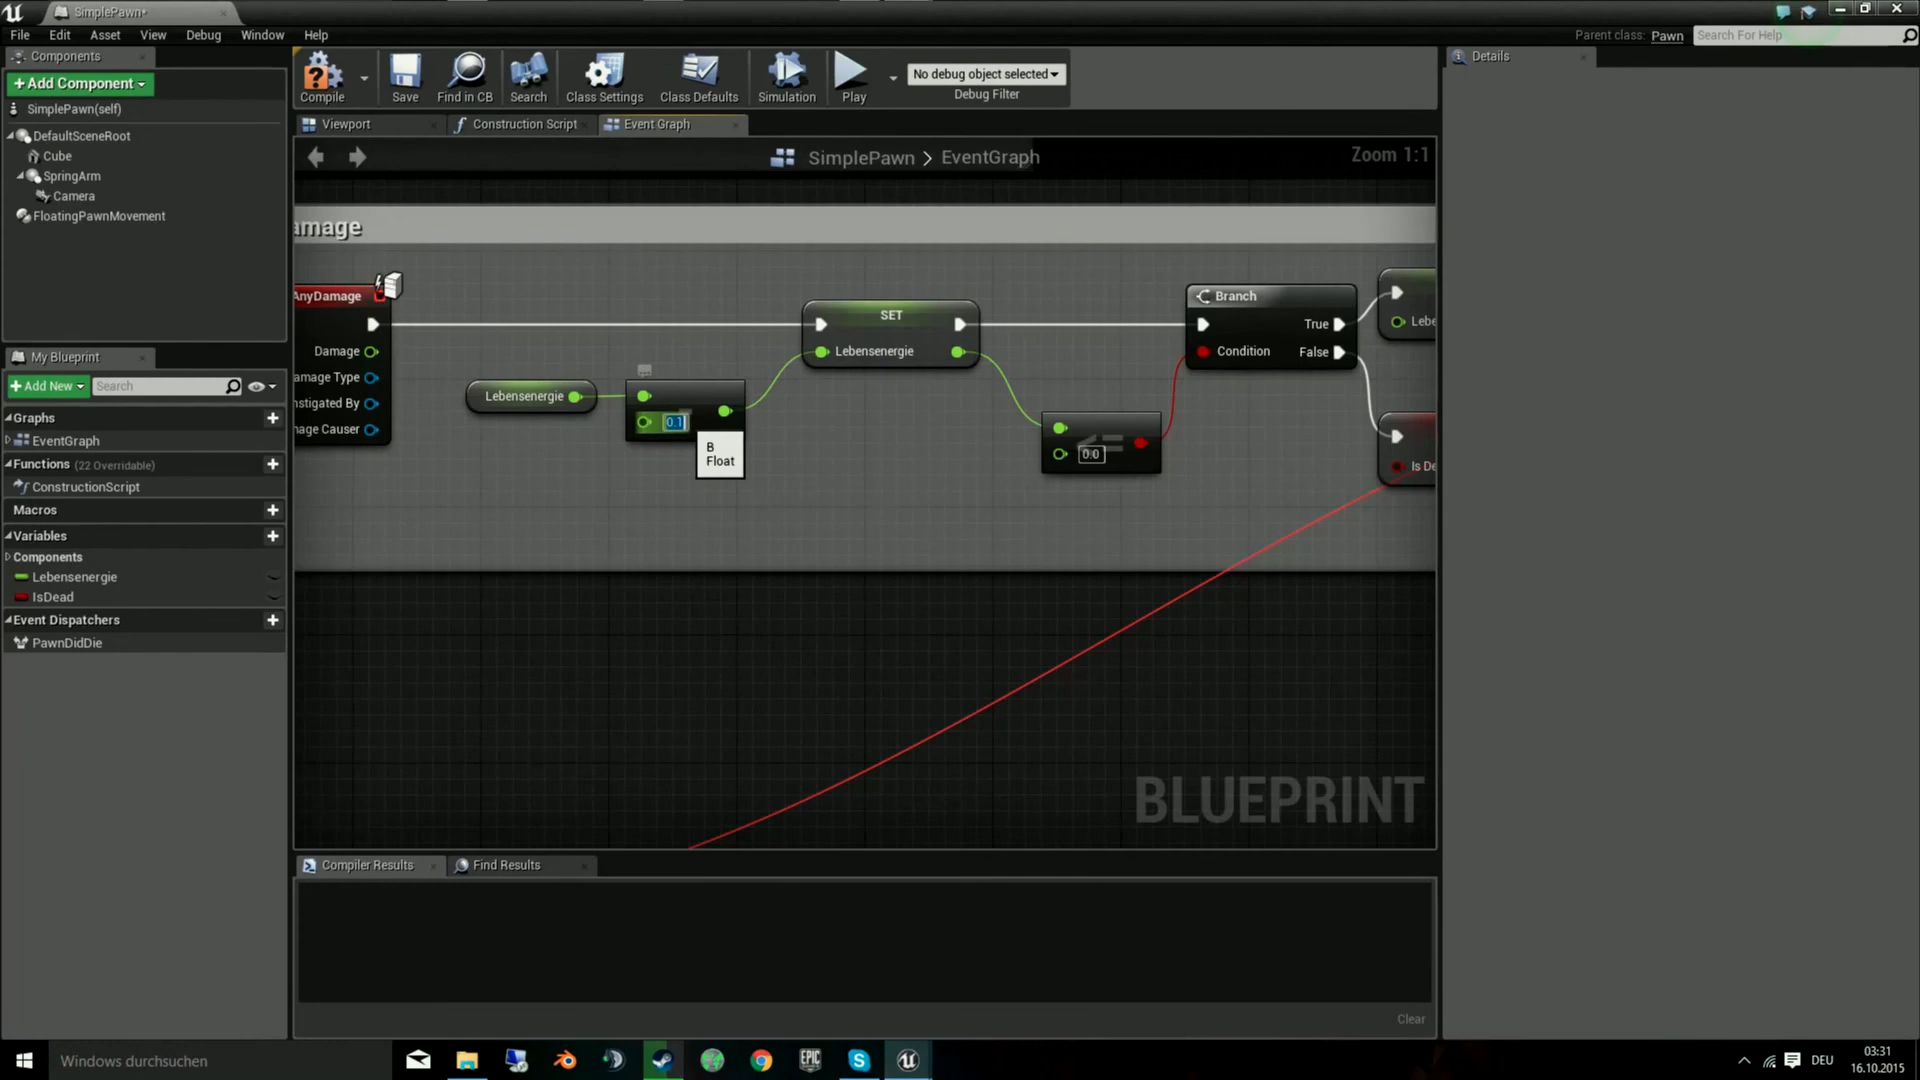 SimplePawn*
File Edit Asset View Debug Window Help
Parent class: Pawn
Search For Help
Components
+Add Component
SimplePawn(self)
DefaultSceneRoot
Cube
SpringArm
Camera
FloatingPawnMovement
My Blueprint
+Add New
Search
Graphs
EventGraph
Functions (22 Overridable)
ConstructionScript
Macros
Variables
Components
Lebensenergie
IsDead
Event Dispatchers
PawnDidDie
Compile
Save
Find in CB
Search
Class Settings
Class Defaults
Simulation
Play
No debug object selected
Debug Filter
Viewport
Construction Script
Event Graph
SimplePawn > EventGraph
Zoom 1:1
amage
AnyDamage
Damage
amage Type
nstigated By
mage Causer
Lebensenergie
0.1
B
Float
SET
Lebensenergie
<=
0.0
Branch
True
Condition
False
Lebe
Is De
BLUEPRINT
Compiler Results
Find Results
Clear
Details
Windows durchsuchen
EPIC
DEU
03:31
16.10.2015